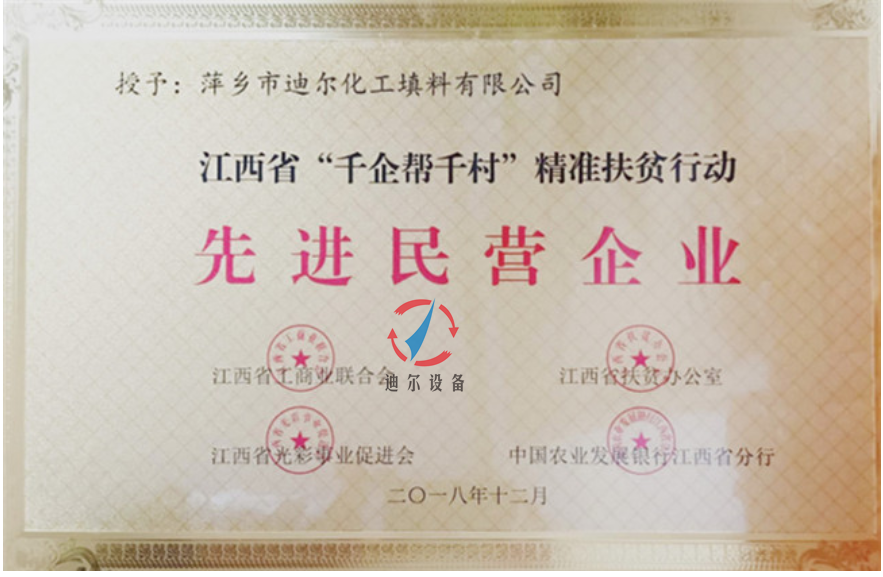 授予：萍乡市迪尔化工填料有限公司
江西省“千企帮千村”精准扶贫行动
先进民营企业
江西省工商业联合会
江西省扶贫办公室
迪尔设备
江西省光彩事业促进会
中国农业发展银行江西省分行
二〇一八年十二月